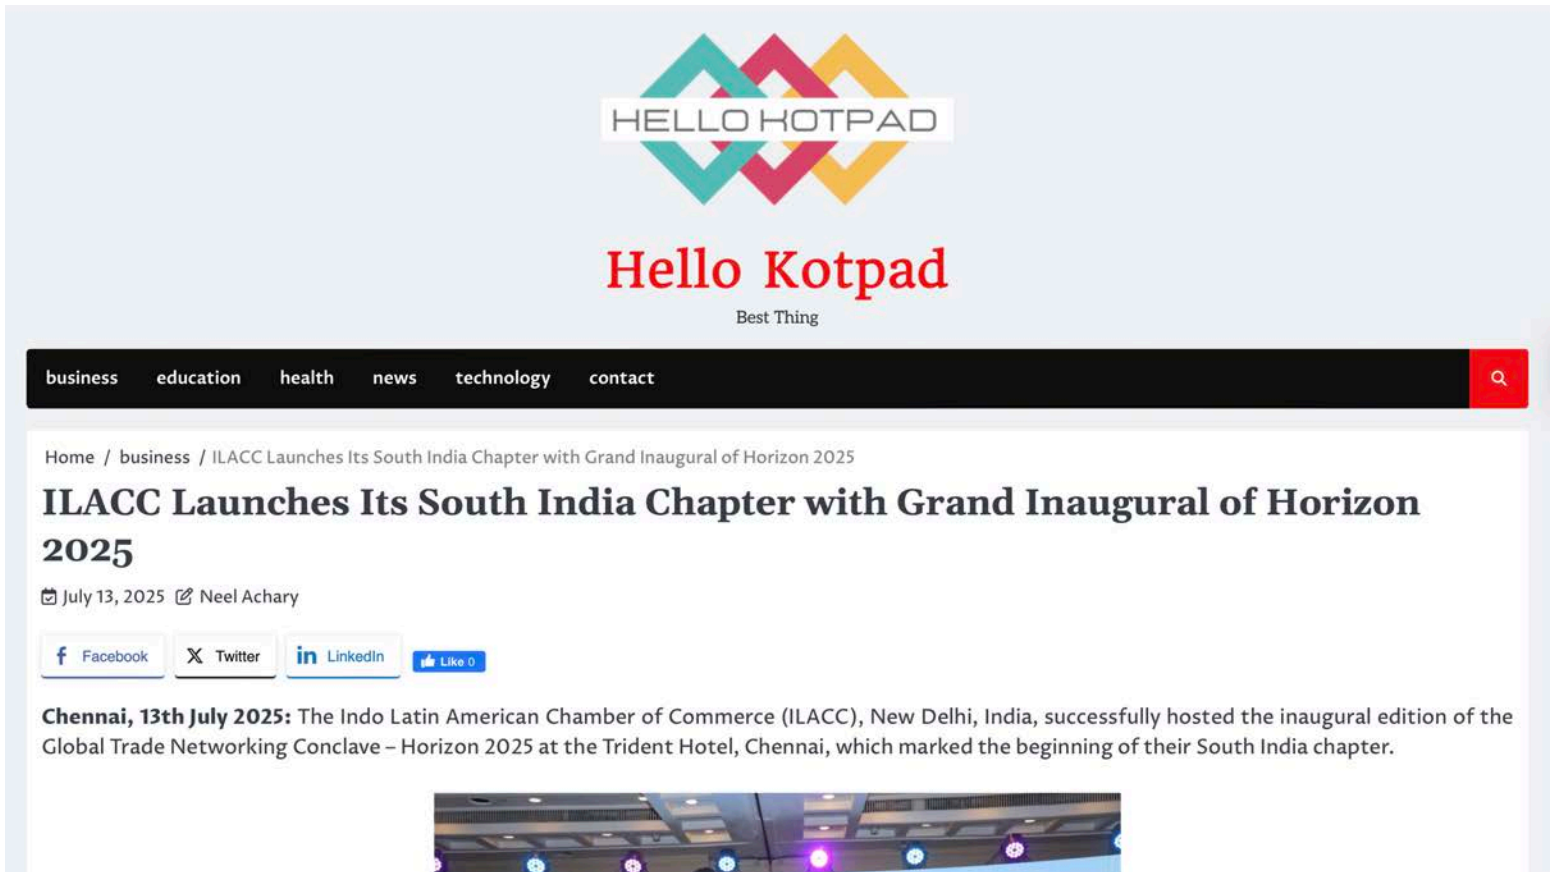 HELLO KOTPAD
Hello Kotpad
Best Thing
business education health news technology contact
Home / business / ILACC Launches Its South India Chapter with Grand Inaugural of Horizon 2025
ILACC Launches Its South India Chapter with Grand Inaugural of Horizon
2025
July 13, 2025 Neel Achary
Facebook Twitter LinkedIn Like 0
Chennai, 13th July 2025: The Indo Latin American Chamber of Commerce (ILACC), New Delhi, India, successfully hosted the inaugural edition of the
Global Trade Networking Conclave – Horizon 2025 at the Trident Hotel, Chennai, which marked the beginning of their South India chapter.